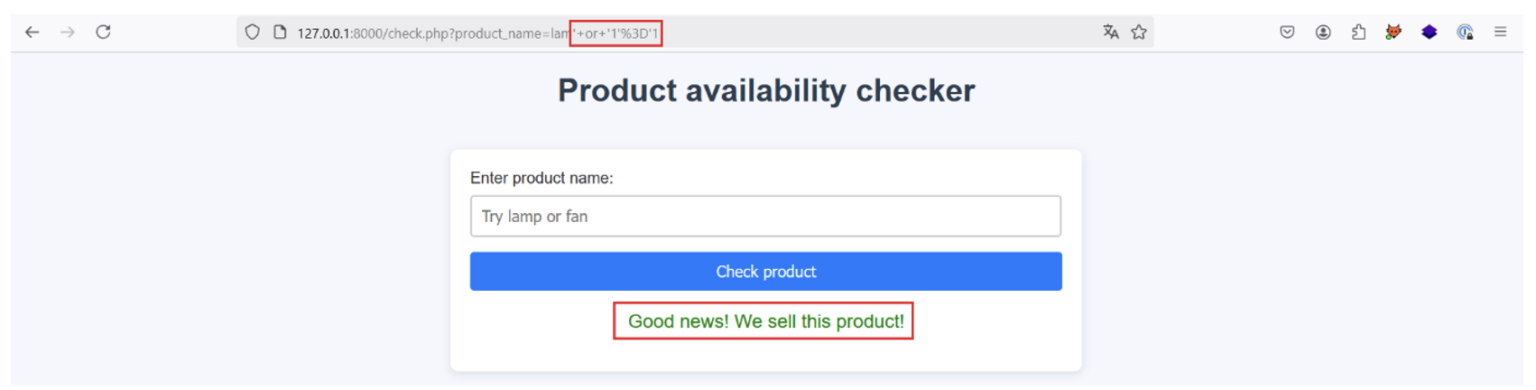 127.0.0.1:8000/check.php?product_name=lam'+or+'1'%3D'1
Product availability checker
Enter product name:
Try lamp or fan
Check product
Good news! We sell this product!